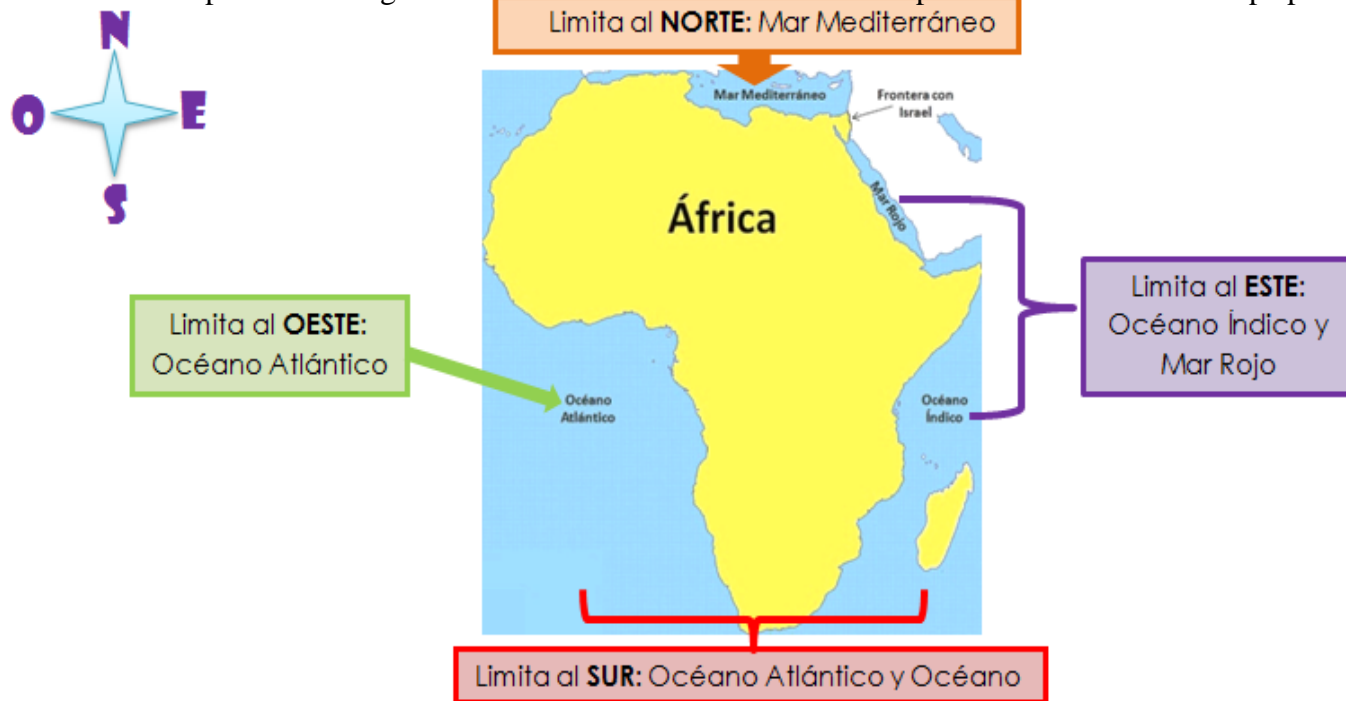 Limita al NORTE: Mar Mediterráneo
N
O
E
S
Mar Mediterráneo
Frontera con
Israel
Mar Rojo
África
Limita al OESTE:
Océano Atlántico
Limita al ESTE:
Océano Índico y
Mar Rojo
Océano
Atlántico
Océano
Índico
Limita al SUR: Océano Atlántico y Océano